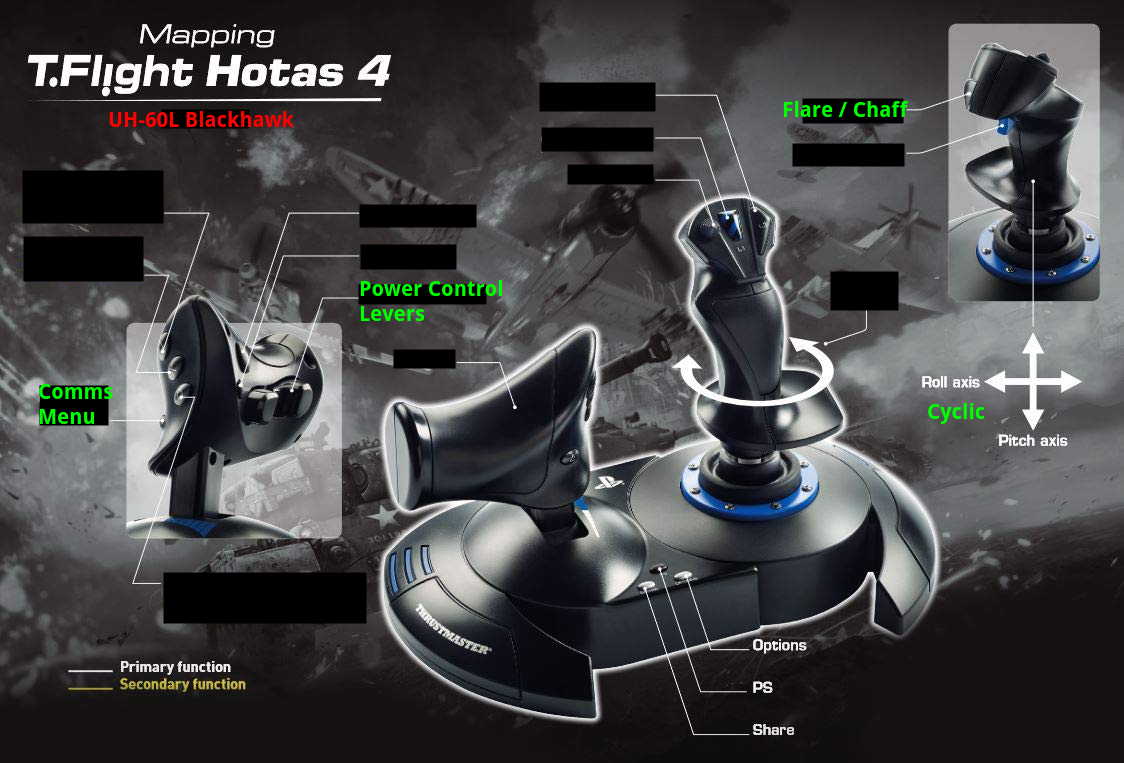 Mapping
T.Flight Hotas 4
UH-60L Blackhawk
Flare / Chaff
L1
Power Control
Levers
Comms
Menu
Roll axis
Cyclic
Pitch axis
THRUSTMASTER®
Options
PS
Share
Primary function
Secondary function